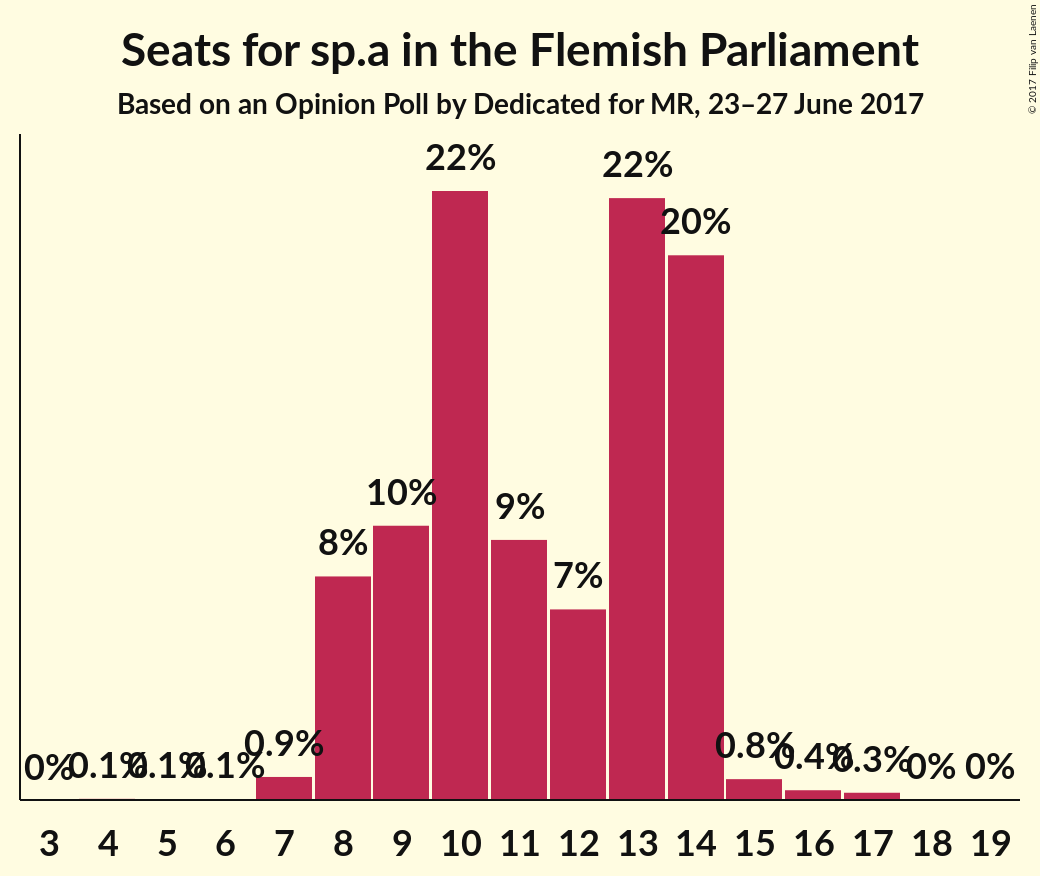 Seats for sp.a in the Flemish Parliament
Based on an Opinion Poll by Dedicated for MR, 23–27 June 2017
© 2017 Filip van Laenen
0% 0.1% 0.1% 0.1% 0.9% 8% 10% 22% 9% 7% 22% 20% 0.8% 0.4% 0.3% 0% 0%
3 4 5 6 7 8 9 10 11 12 13 14 15 16 17 18 19